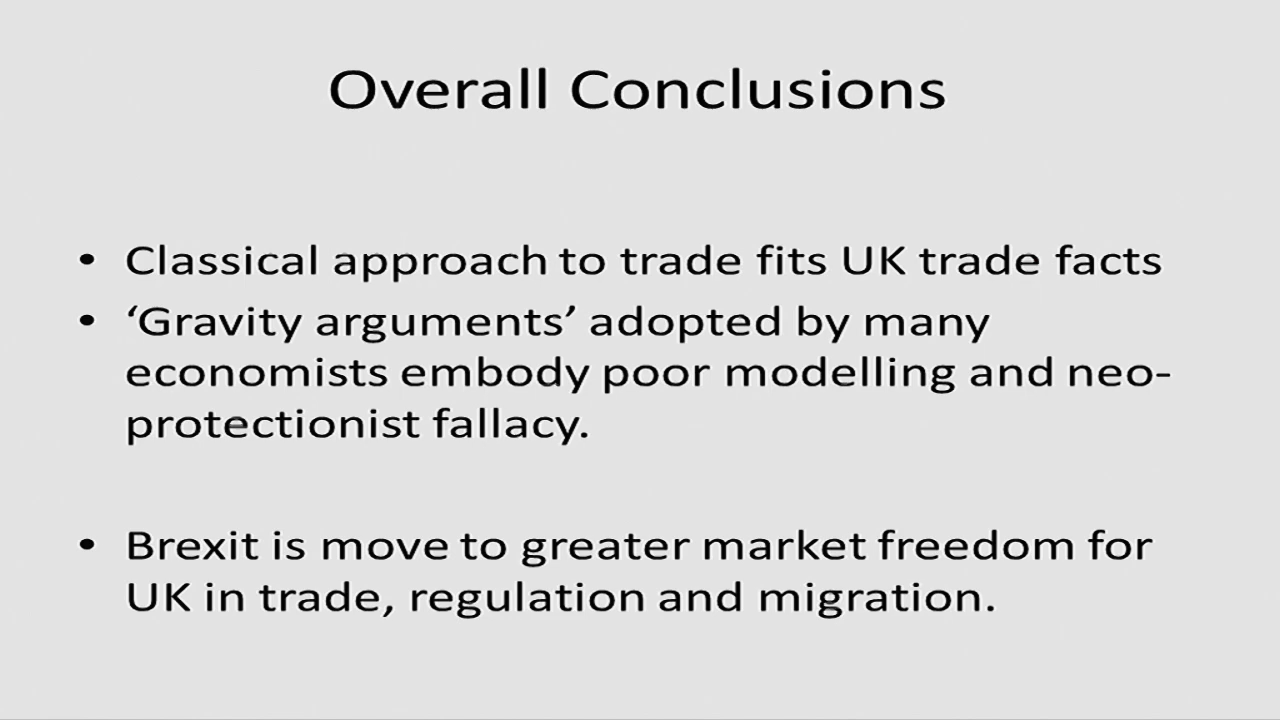 Overall Conclusions
• Classical approach to trade fits UK trade facts
• ‘Gravity arguments’ adopted by many
economists embody poor modelling and neo-
protectionist fallacy.
• Brexit is move to greater market freedom for
UK in trade, regulation and migration.